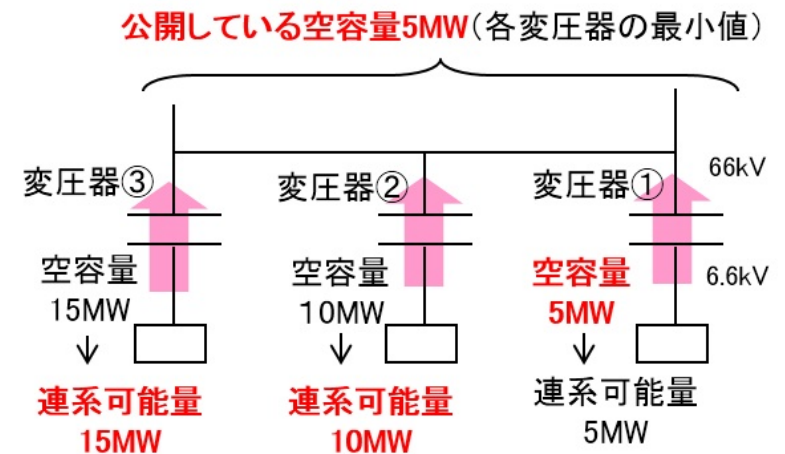 公開している空容量5MW(各変圧器の最小値)
変圧器③
変圧器②
変圧器①
66kV
6.6kV
空容量
15MW
空容量
10MW
空容量
5MW
連系可能量
15MW
連系可能量
10MW
連系可能量
5MW